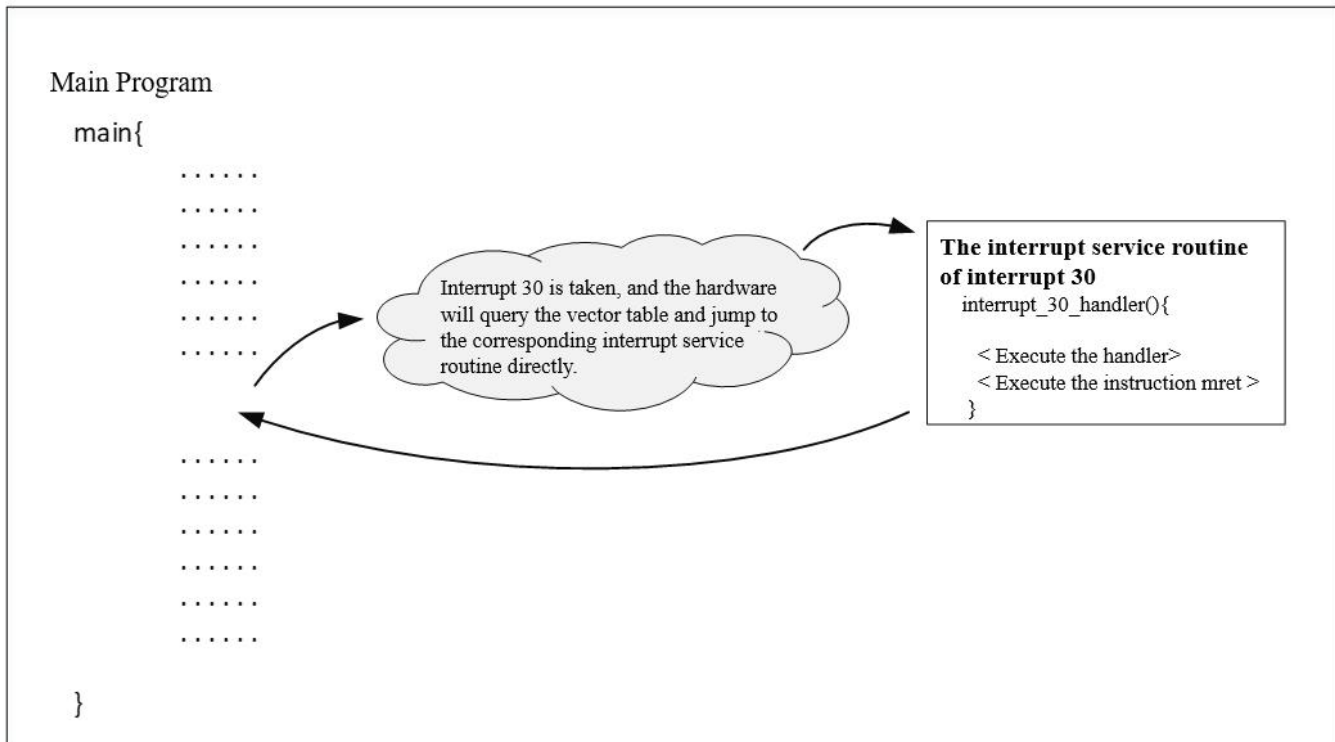 Main Program
main{
. . . . . .
. . . . . .
. . . . . .
. . . . . .
. . . . . .
. . . . . .
Interrupt 30 is taken, and the hardware
will query the vector table and jump to
the corresponding interrupt service
routine directly.
The interrupt service routine
of interrupt 30
interrupt_30_handler(){
< Execute the handler>
< Execute the instruction mret >
}
. . . . . .
. . . . . .
. . . . . .
. . . . . .
. . . . . .
. . . . . .
}